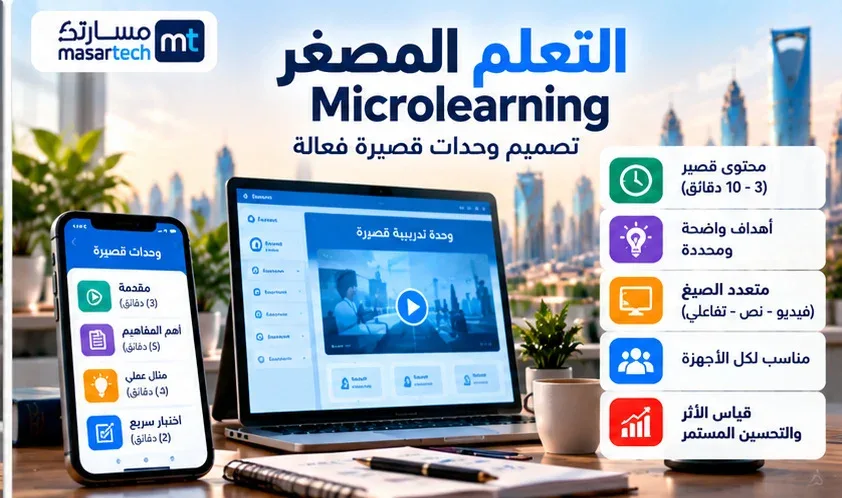 مسارتك
masartech
mt
التعلم المصغر
Microlearning
تصميم وحدات قصيرة فعالة
محتوى قصير
(3 - 10 دقائق)
أهداف واضحة
ومحددة
متعدد الصيغ
(فيديو - نص - تفاعلي)
مناسب لكل الأجهزة
قياس الأثر
والتحسين المستمر
وحدة تدريبية قصيرة
وحدات قصيرة
مقدمة
(3 دقائق)
أهم المفاهيم
(5 دقائق)
مثال عملي
دقائق)
اختبار سريع
(2 دقائق)